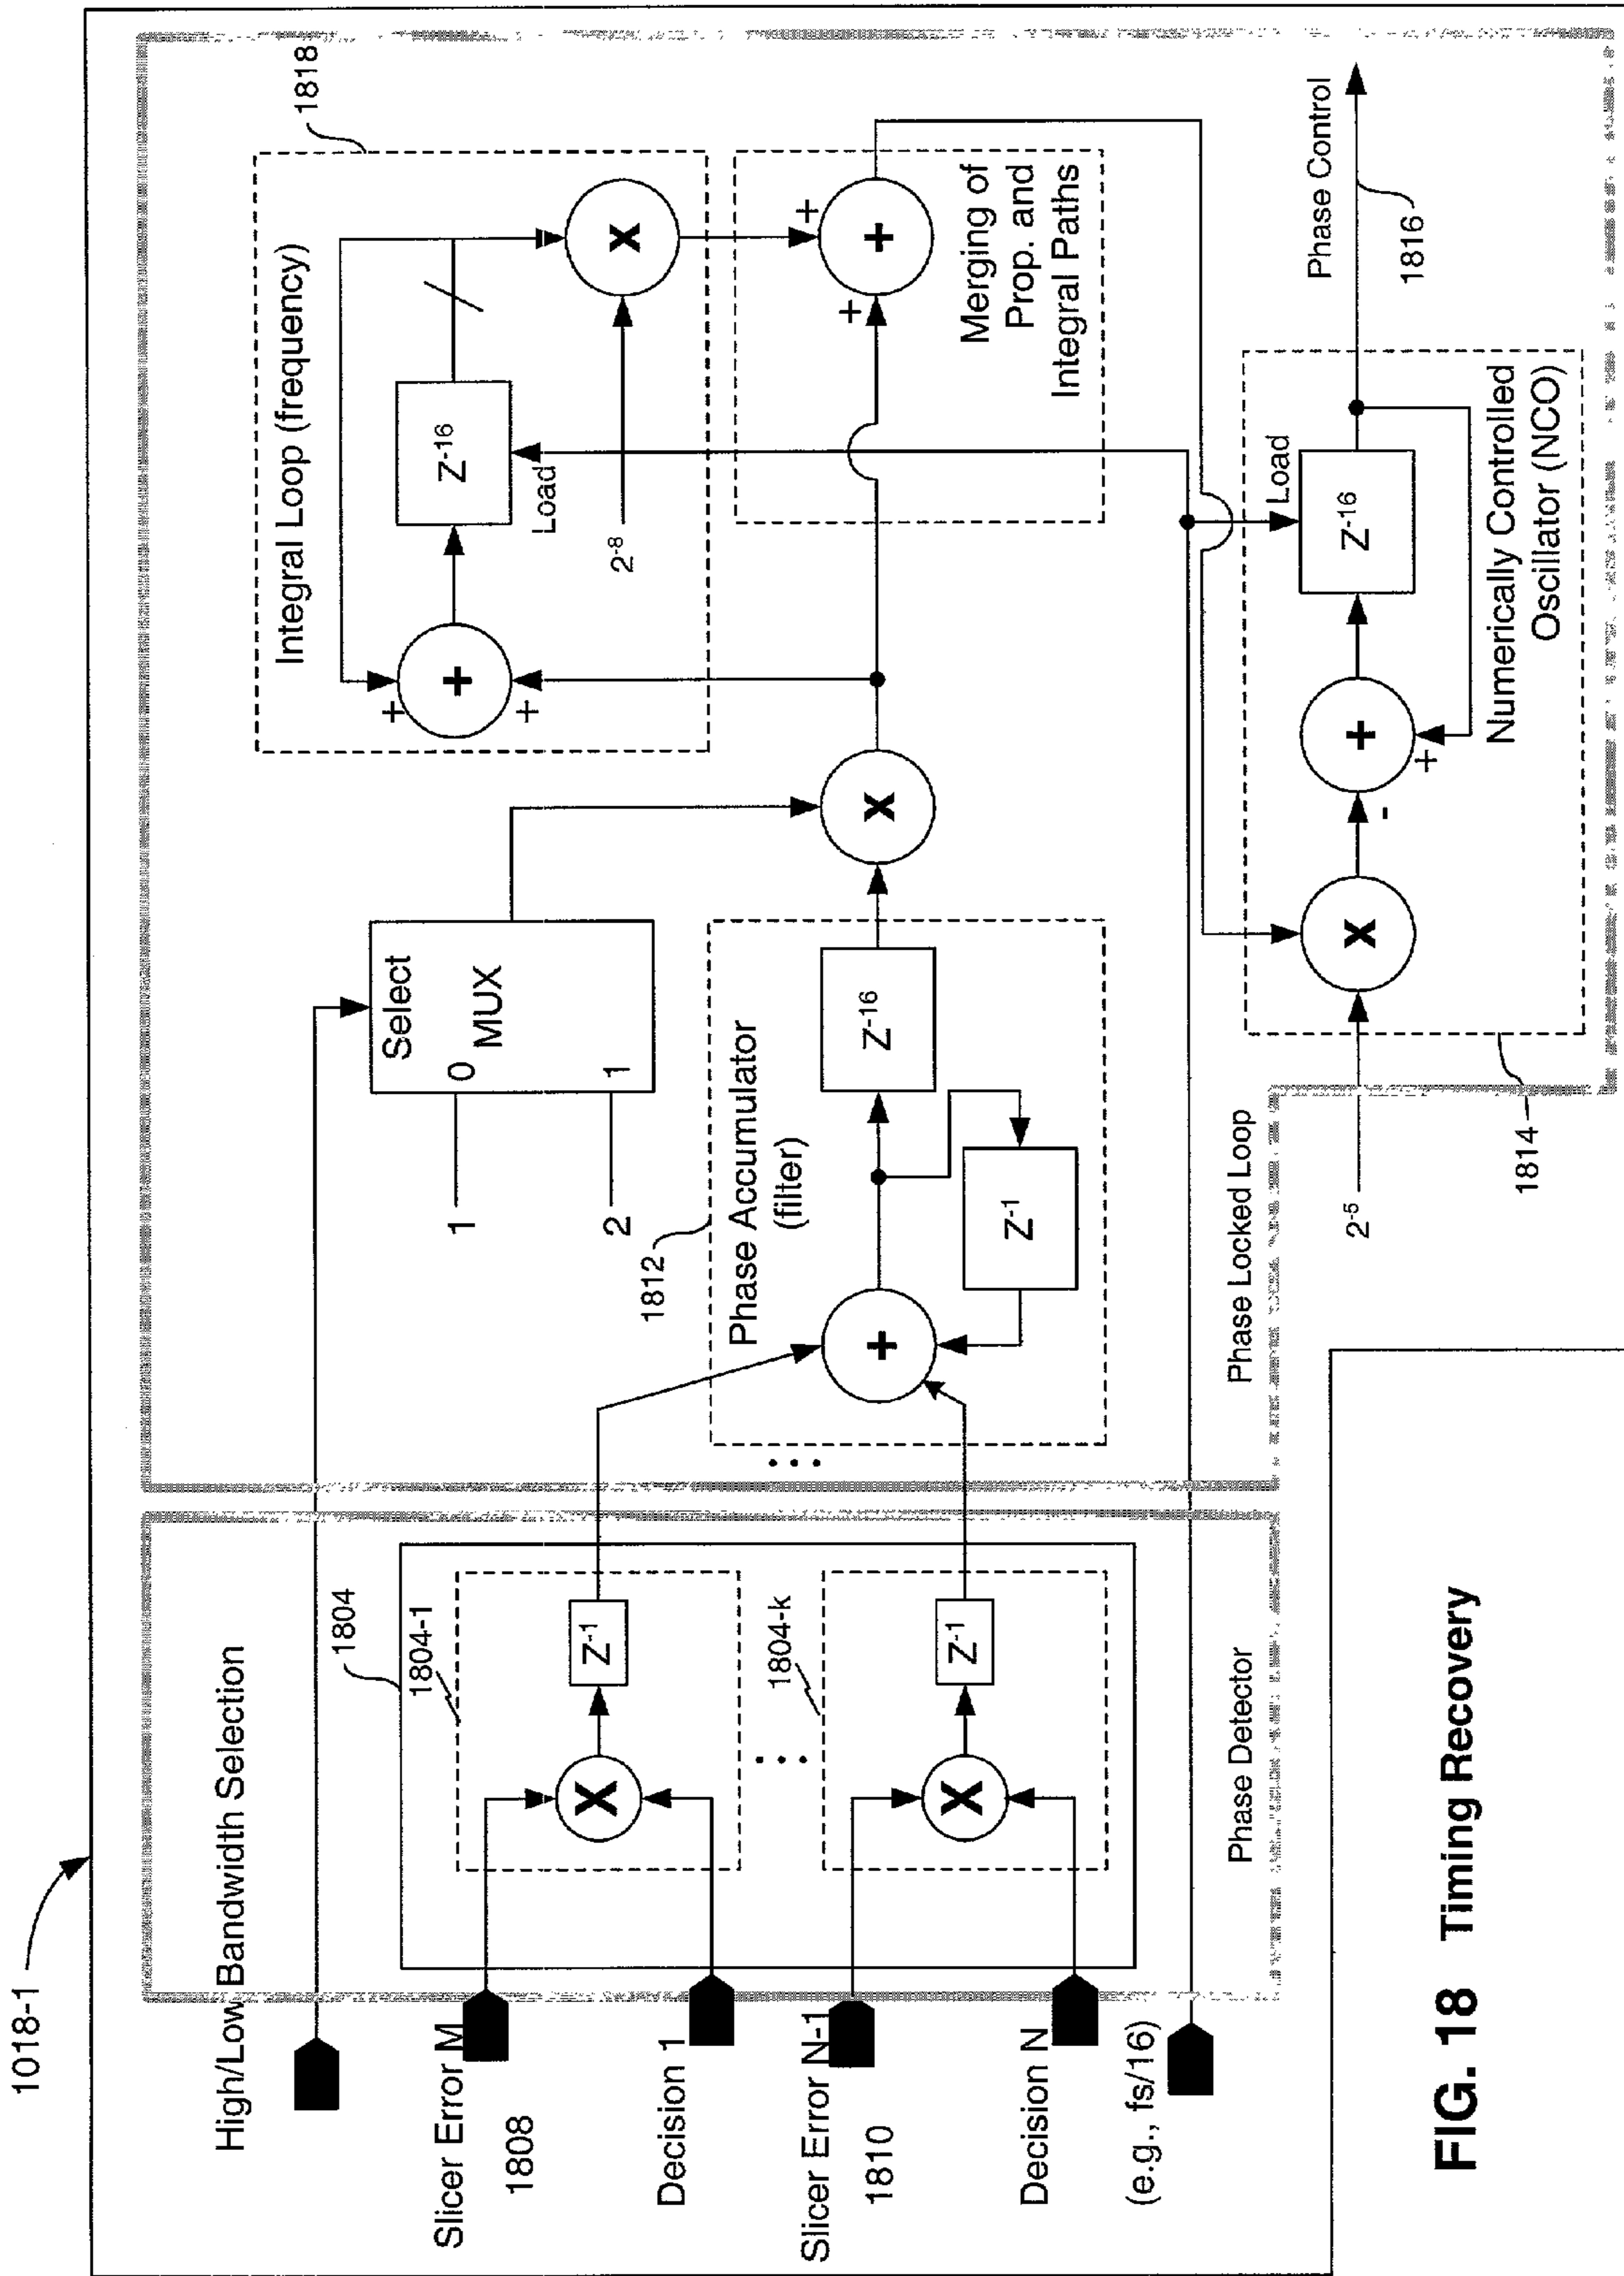 1018-1
High/Low Bandwidth Selection
Slicer Error M
1808
Decision 1
Slicer Error N-1
1810
Decision N
(e.g., fs/16)
1804
1804-1
X
Z-1
1804-k
X
Z-1
Phase Detector
Select
0
MUX
1
1
2
1812
Phase Accumulator
(filter)
+
Z-16
Z-1
X
Integral Loop (frequency)
1818
+
+
+
Z-16
Load
2-8
X
+
+
+
Merging of
Prop. and
Integral Paths
Phase Locked Loop
2-5
1814
X
-
+
+
Z-16
Load
Numerically Controlled
Oscillator (NCO)
Phase Control
1816
FIG. 18 Timing Recovery